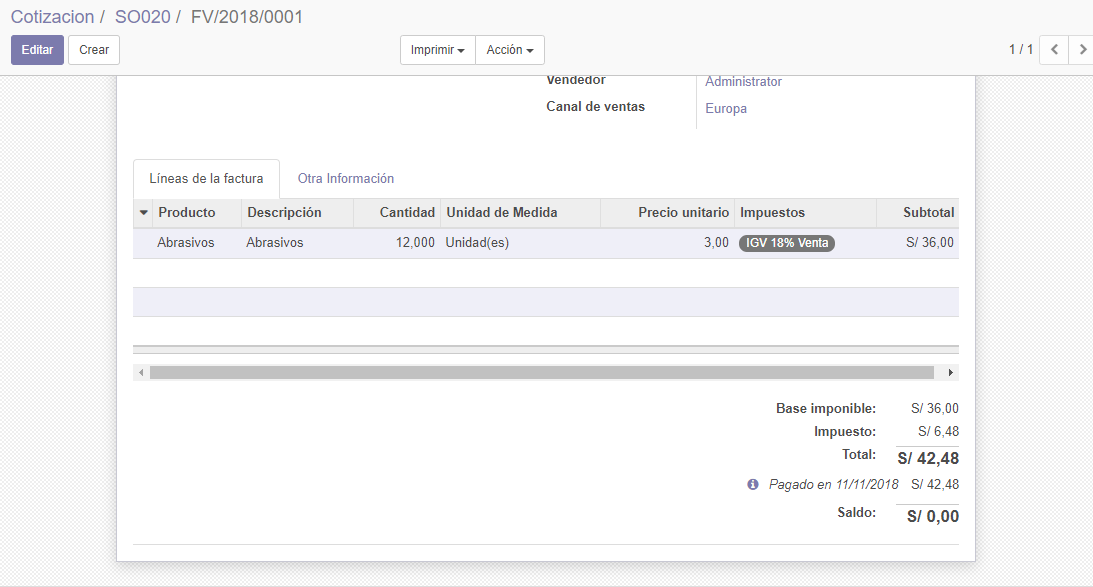 Cotizacion / SO020 / FV/2018/0001
Editar Crear Imprimir Acción 1 / 1
Vendedor Administrator
Canal de ventas Europa
Líneas de la factura Otra Información
Producto Descripción Cantidad Unidad de Medida Precio unitario Impuestos Subtotal
Abrasivos Abrasivos 12,000 Unidad(es) 3,00 IGV 18% Venta S/ 36,00
Base imponible: S/ 36,00
Impuesto: S/ 6,48
Total: S/ 42,48
Pagado en 11/11/2018 S/ 42,48
Saldo: S/ 0,00